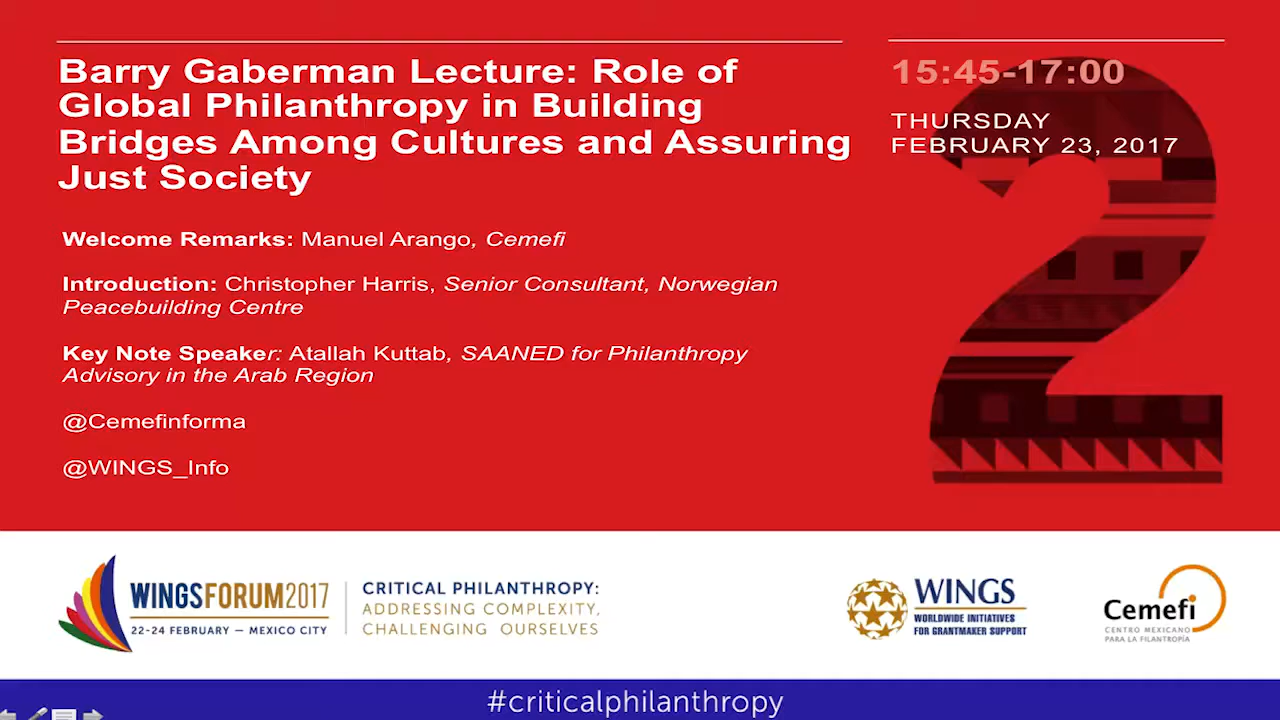 Barry Gaberman Lecture: Role of
Global Philanthropy in Building
Bridges Among Cultures and Assuring
Just Society
15:45-17:00
THURSDAY
FEBRUARY 23, 2017
Welcome Remarks: Manuel Arango, Cemefi
Introduction: Christopher Harris, Senior Consultant, Norwegian
Peacebuilding Centre
Key Note Speaker: Atallah Kuttab, SAANED for Philanthropy
Advisory in the Arab Region
@Cemefinforma
@WINGS_Info
2
WINGSFORUM2017
22-24 FEBRUARY — MEXICO CITY
CRITICAL PHILANTHROPY:
ADDRESSING COMPLEXITY,
CHALLENGING OURSELVES
WINGS
WORLDWIDE INITIATIVES
FOR GRANTMAKER SUPPORT
Cemefi
CENTRO MEXICANO
PARA LA FILANTROPÍA
#criticalphilanthropy